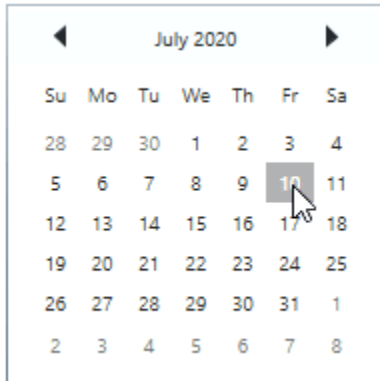 July 2020
Su Mo Tu We Th Fr Sa
28 29 30 1 2 3 4
5 6 7 8 9 10 11
12 13 14 15 16 17 18
19 20 21 22 23 24 25
26 27 28 29 30 31 1
2 3 4 5 6 7 8